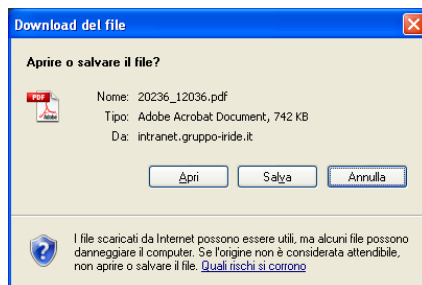 Download del file
Aprire o salvare il file?
PDF
Adobe
Nome: 20236_12036.pdf
Tipo: Adobe Acrobat Document, 742 KB
Da: intranet.gruppo-iride.it
Apri Salva Annulla
I file scaricati da Internet possono essere utili, ma alcuni file possono
danneggiare il computer. Se l'origine non è considerata attendibile,
non aprire o salvare il file. Quali rischi si corrono